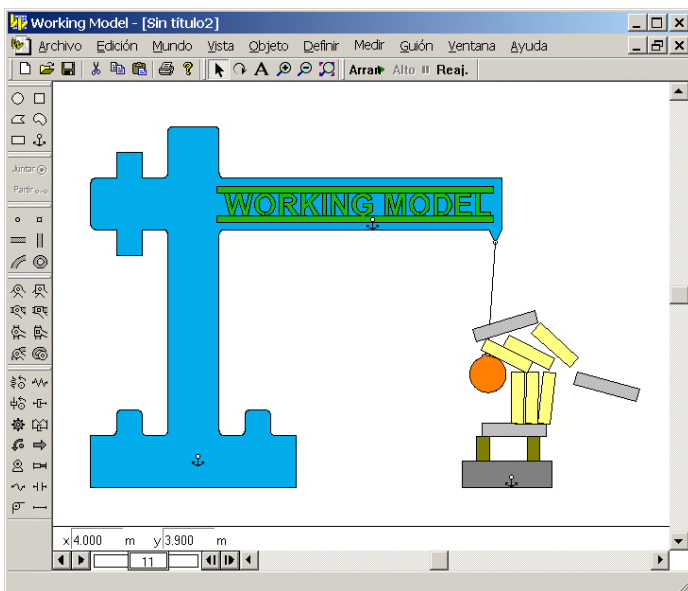 Working Model - [Sin título2]
Archivo Edición Mundo Vista Objeto Definir Medir Guión Ventana Ayuda
A Arran Alto II Reaj.
Juntar
Partir
WORKING MODEL
x 4.000 m y 3.900 m
11